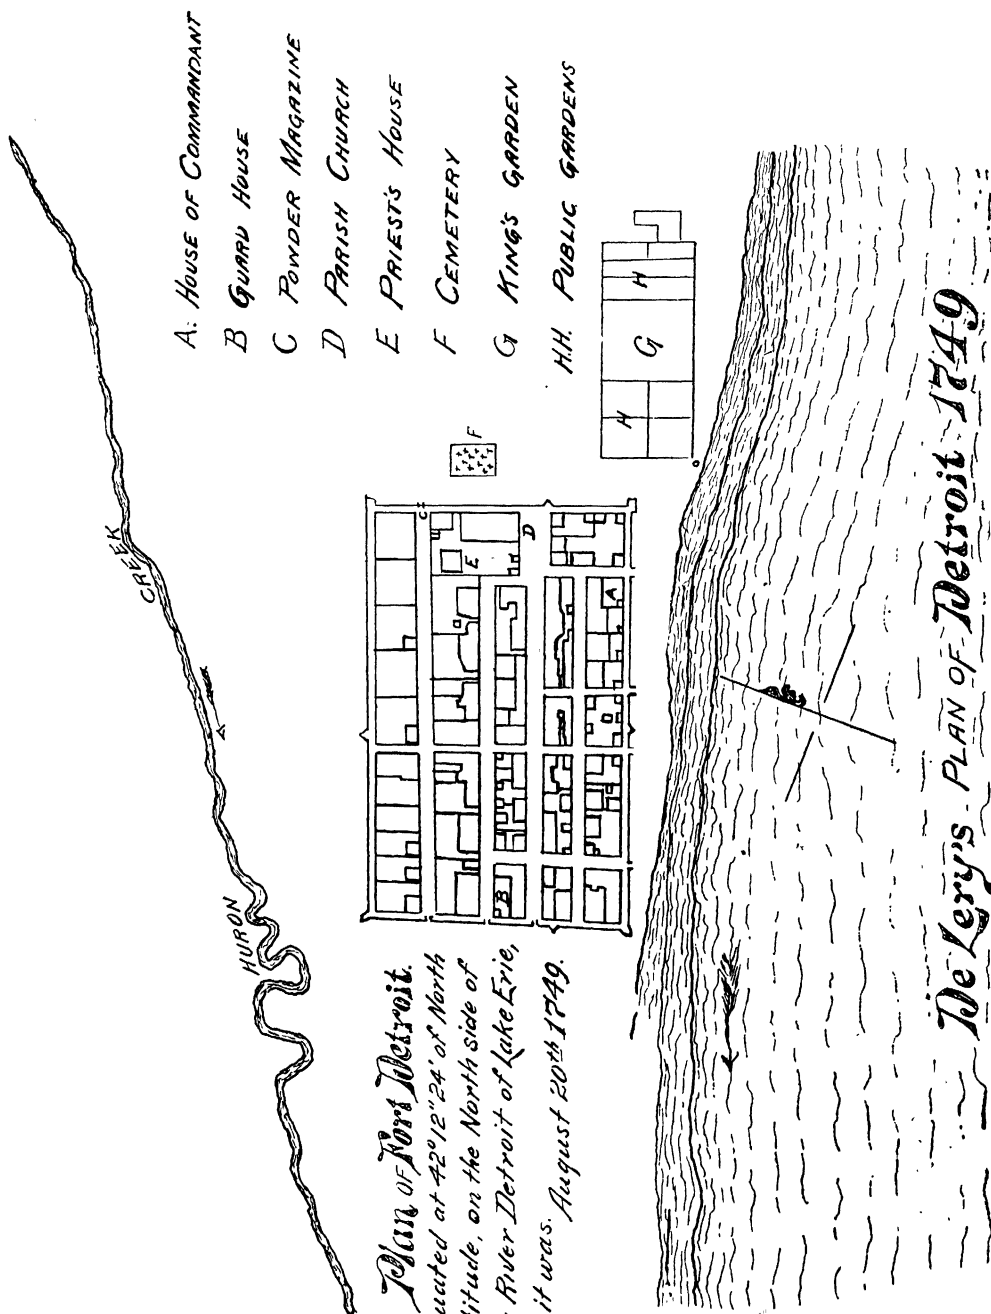 Plan of Fort Detroit.
uated at 42°12"24' of North
itude, on the North side of
River Detroit of Lake Erie,
it was. August 20th 1749.
HURON
CREEK
A. HOUSE OF COMMANDANT
B GUARD HOUSE
C POWDER MAGAZINE
D PARISH CHURCH
E PRIEST'S HOUSE
F CEMETERY
G KING'S GARDEN
H.H. PUBLIC GARDENS
C
E
D
F
B
A
H
G
H
De Lery's PLAN OF Detroit 1749